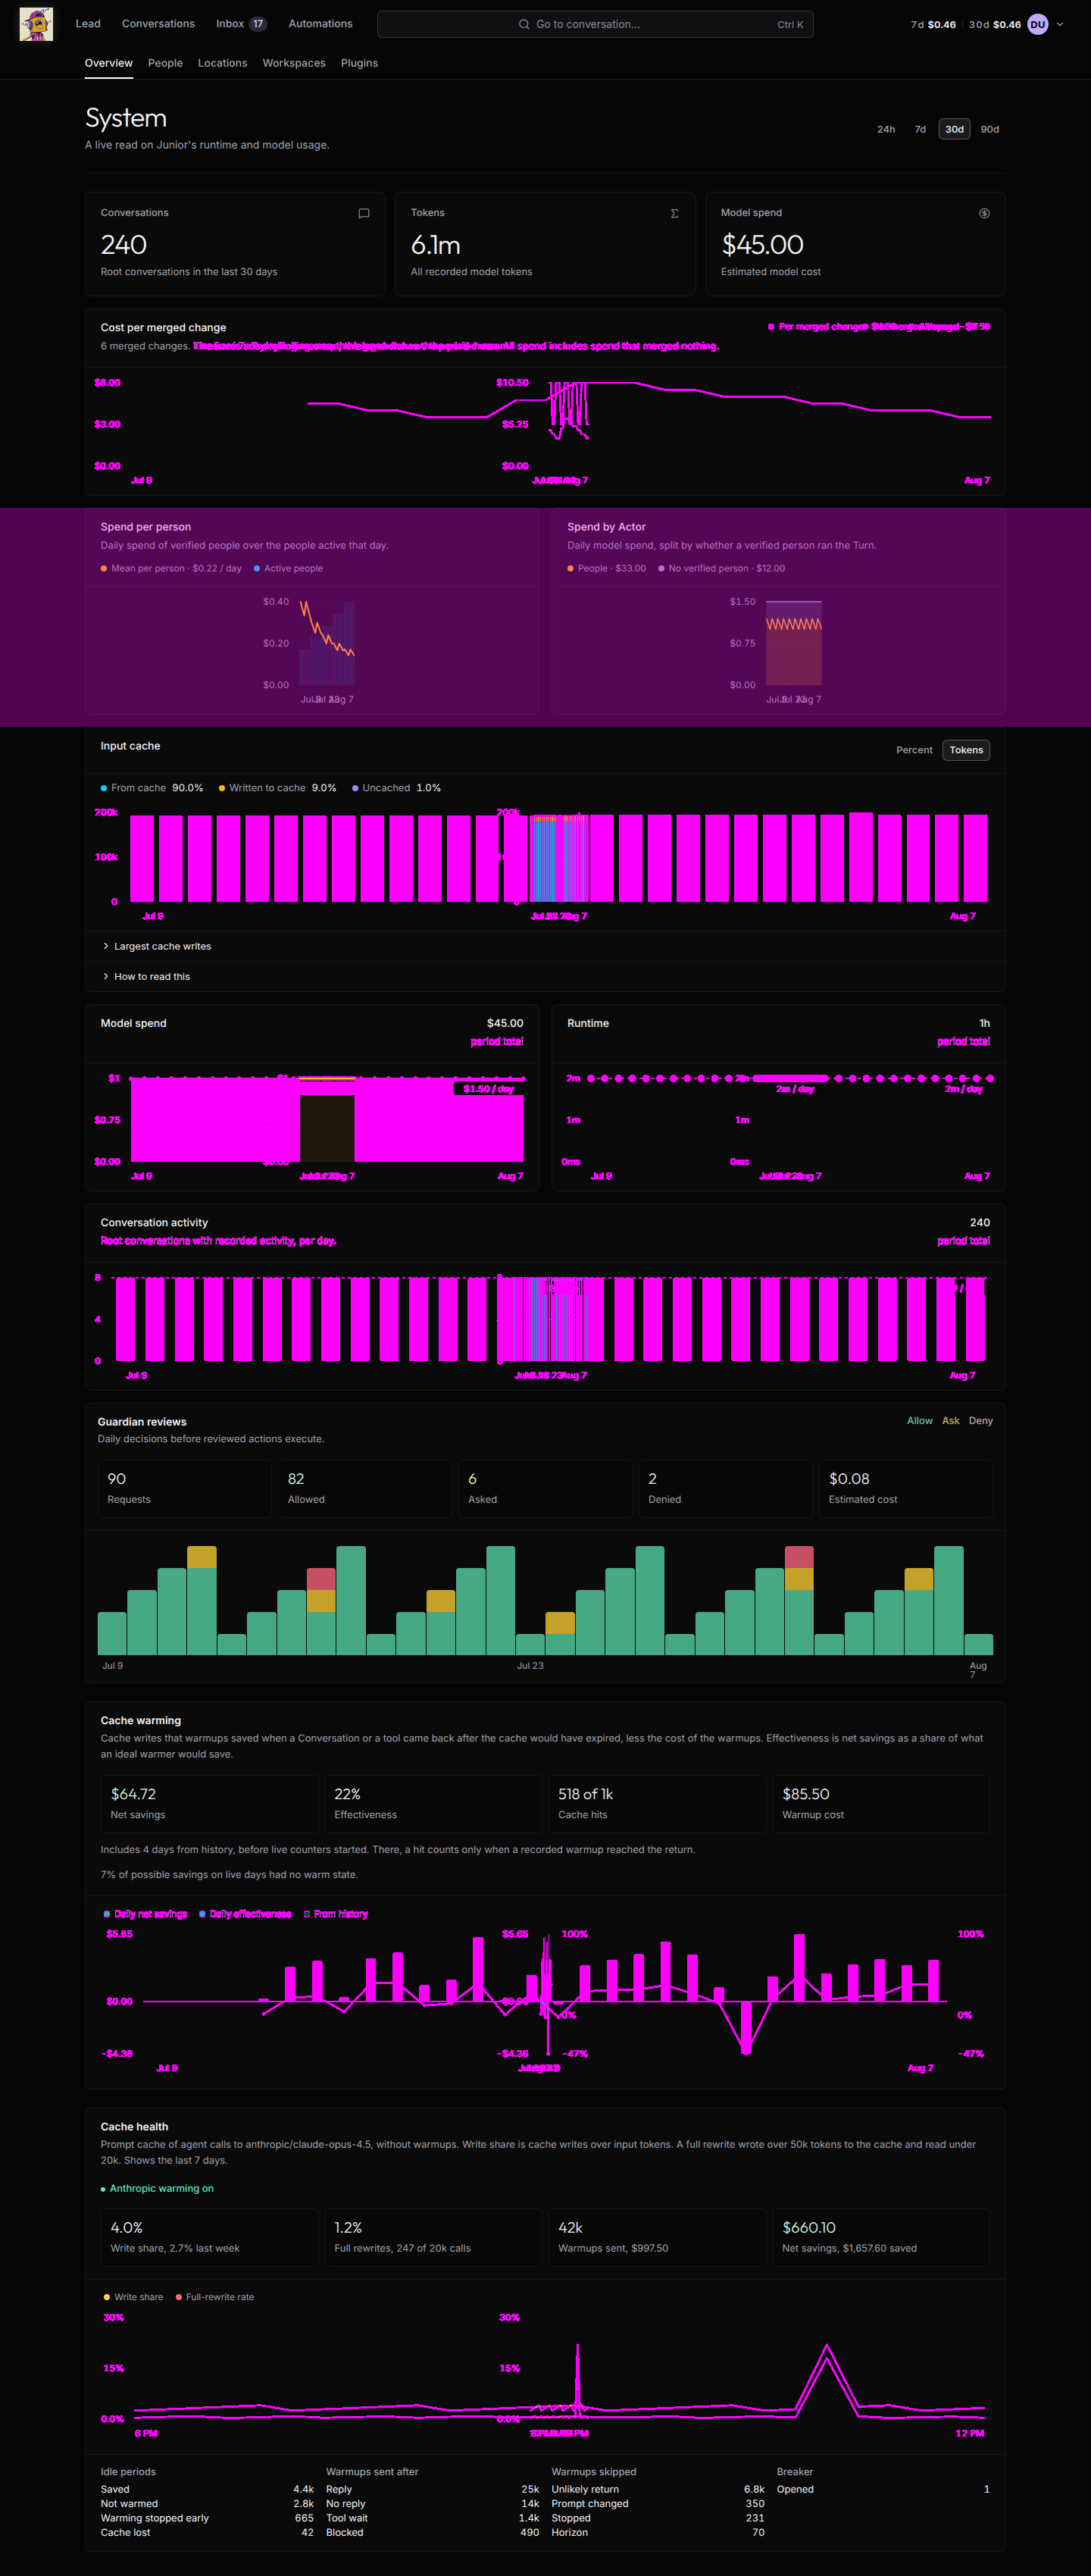 Lead Conversations Inbox 17 Automations Go to conversation... Ctrl K 7d $0.46 30d $0.46 DU
Overview People Locations Workspaces Plugins
System
A live read on Junior's runtime and model usage.
24h 7d 30d 90d
Conversations
240
Root conversations in the last 30 days
Tokens
6.1m
All recorded model tokens
Model spend
$45.00
Estimated model cost
Cost per merged change
6 merged changes.
All spend includes spend that merged nothing.
$3.00 $5.25
$0.00 $0.00
$10.50
Jul 9 Aug 7
Spend per person
Daily spend of verified people over the people active that day.
Mean per person · $0.22 / day Active people
$0.40
$0.20
$0.00
Aug 7
Spend by Actor
Daily model spend, split by whether a verified person ran the Turn.
People · $33.00 No verified person · $12.00
$1.50
$0.75
$0.00
Aug 7
Input cache
Percent Tokens
From cache 90.0% Written to cache 9.0% Uncached 1.0%
200k 200k
100k
0
Jul 9 Aug 7
Largest cache writes
How to read this
Model spend $45.00
period total
$1
$1.50 / day
$0.75
$0.00
Jul 9 Aug 7
Runtime 1h
period total
2m
2m / day 2m / day
1m 1m
0ms 0ms
Jul 9 Aug 7
Conversation activity 240
Root conversations with recorded activity, per day. period total
8
4
0
Jul 9 Aug 7
Guardian reviews
Daily decisions before reviewed actions execute.
Allow Ask Deny
90
Requests
82
Allowed
6
Asked
2
Denied
$0.08
Estimated cost
Jul 9 Jul 23 Aug 7
Cache warming
Cache writes that warmups saved when a Conversation or a tool came back after the cache would have expired, less the cost of the warmups. Effectiveness is net savings as a share of what
an ideal warmer would save.
$64.72
Net savings
22%
Effectiveness
518 of 1k
Cache hits
$85.50
Warmup cost
Includes 4 days from history, before live counters started. There, a hit counts only when a recorded warmup reached the return.
7% of possible savings on live days had no warm state.
Daily net savings Daily effectiveness From history
$5.65 $5.65 100% 100%
$0.00 $0.00 0% 0%
-$4.36 -$4.36 -47% -47%
Jul 9 Aug 7
Cache health
Prompt cache of agent calls to anthropic/claude-opus-4.5, without warmups. Write share is cache writes over input tokens. A full rewrite wrote over 50k tokens to the cache and read under
20k. Shows the last 7 days.
Anthropic warming on
4.0%
Write share, 2.7% last week
1.2%
Full rewrites, 247 of 20k calls
42k
Warmups sent, $997.50
$660.10
Net savings, $1,657.60 saved
Write share Full-rewrite rate
30% 30%
15% 15%
0.0% 0.0%
6 PM 12 PM
Idle periods
Saved 4.4k
Not warmed 2.8k
Warming stopped early 665
Cache lost 42
Warmups sent after
Reply 25k
No reply 14k
Tool wait 1.4k
Blocked 490
Warmups skipped
Unlikely return 6.8k
Prompt changed 350
Stopped 231
Horizon 70
Breaker
Opened 1